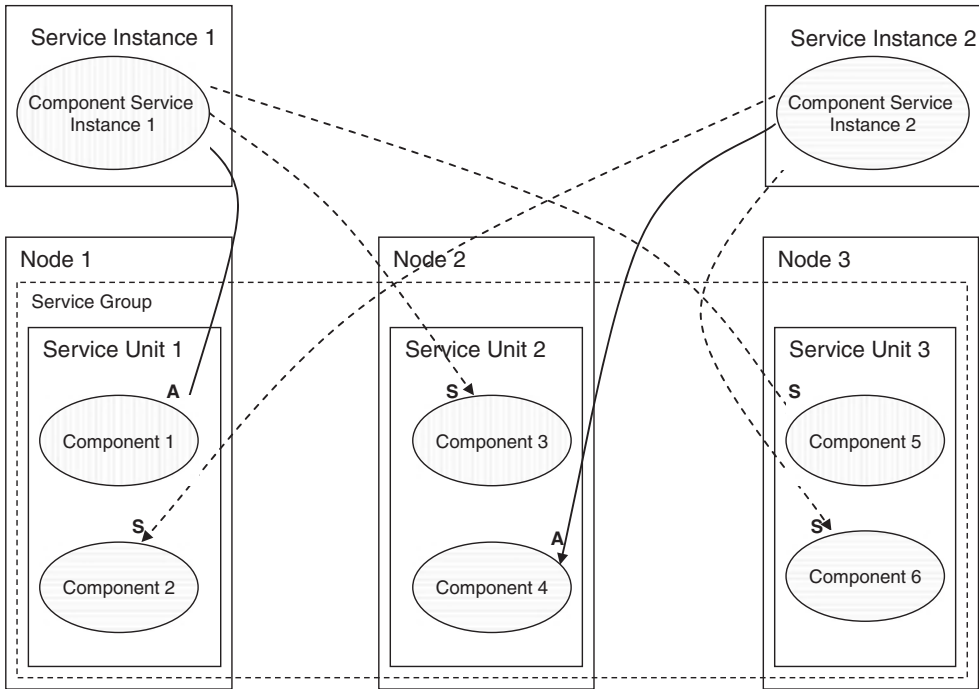 Service Instance 1
Component Service
Instance 1
Service Instance 2
Component Service
Instance 2
Node 1
Node 2
Node 3
Service Group
Service Unit 1
Service Unit 2
Service Unit 3
A
S
S
Component 1
Component 3
Component 5
S
A
S
Component 2
Component 4
Component 6